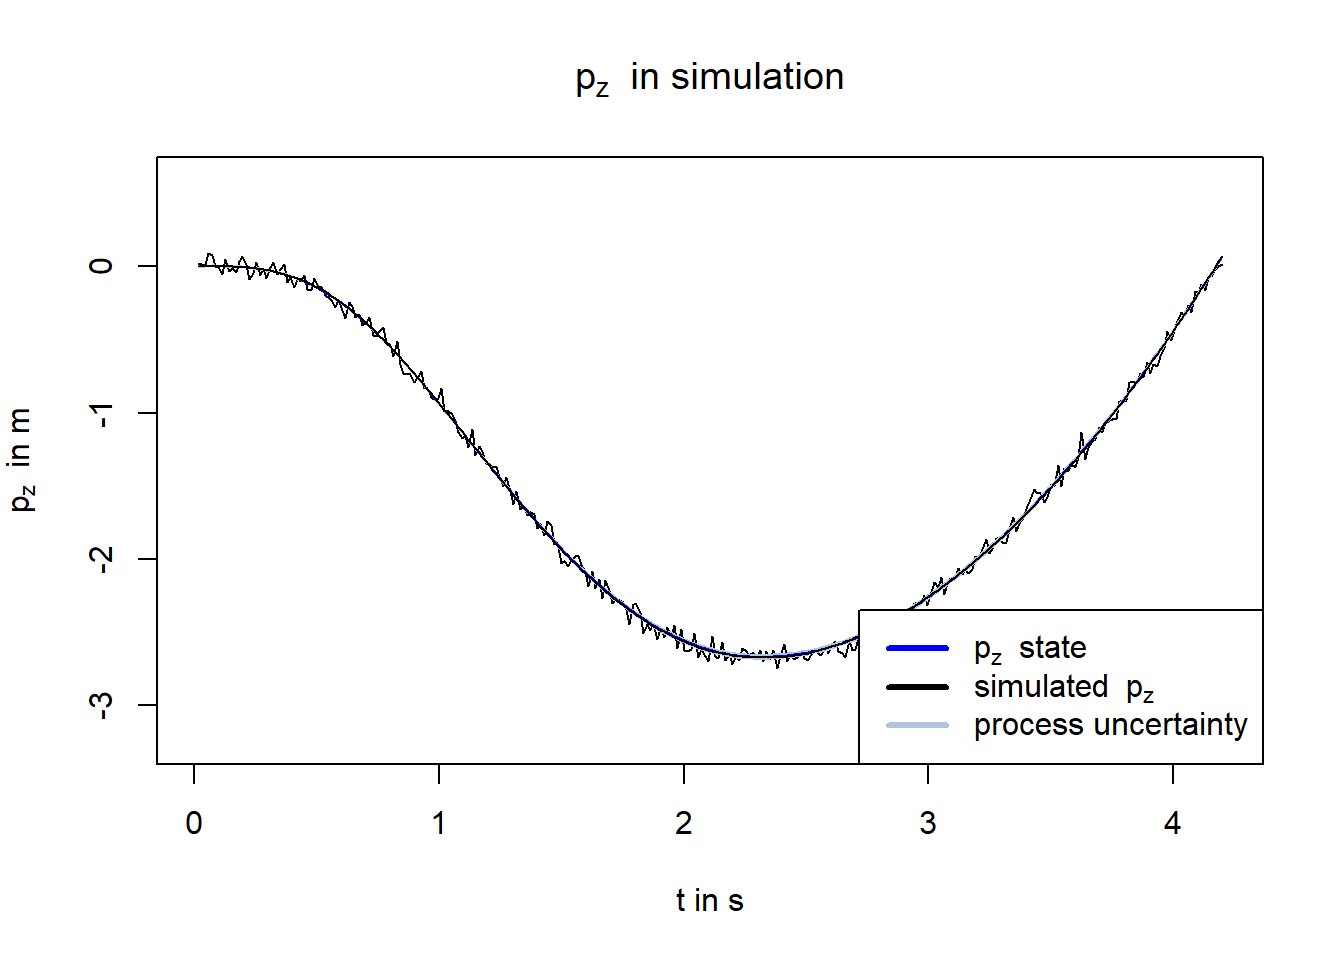 p_z in simulation
0
-1
-2
-3
p_z in m
p_z state
simulated p_z
process uncertainty
0 1 2 3 4
t in s